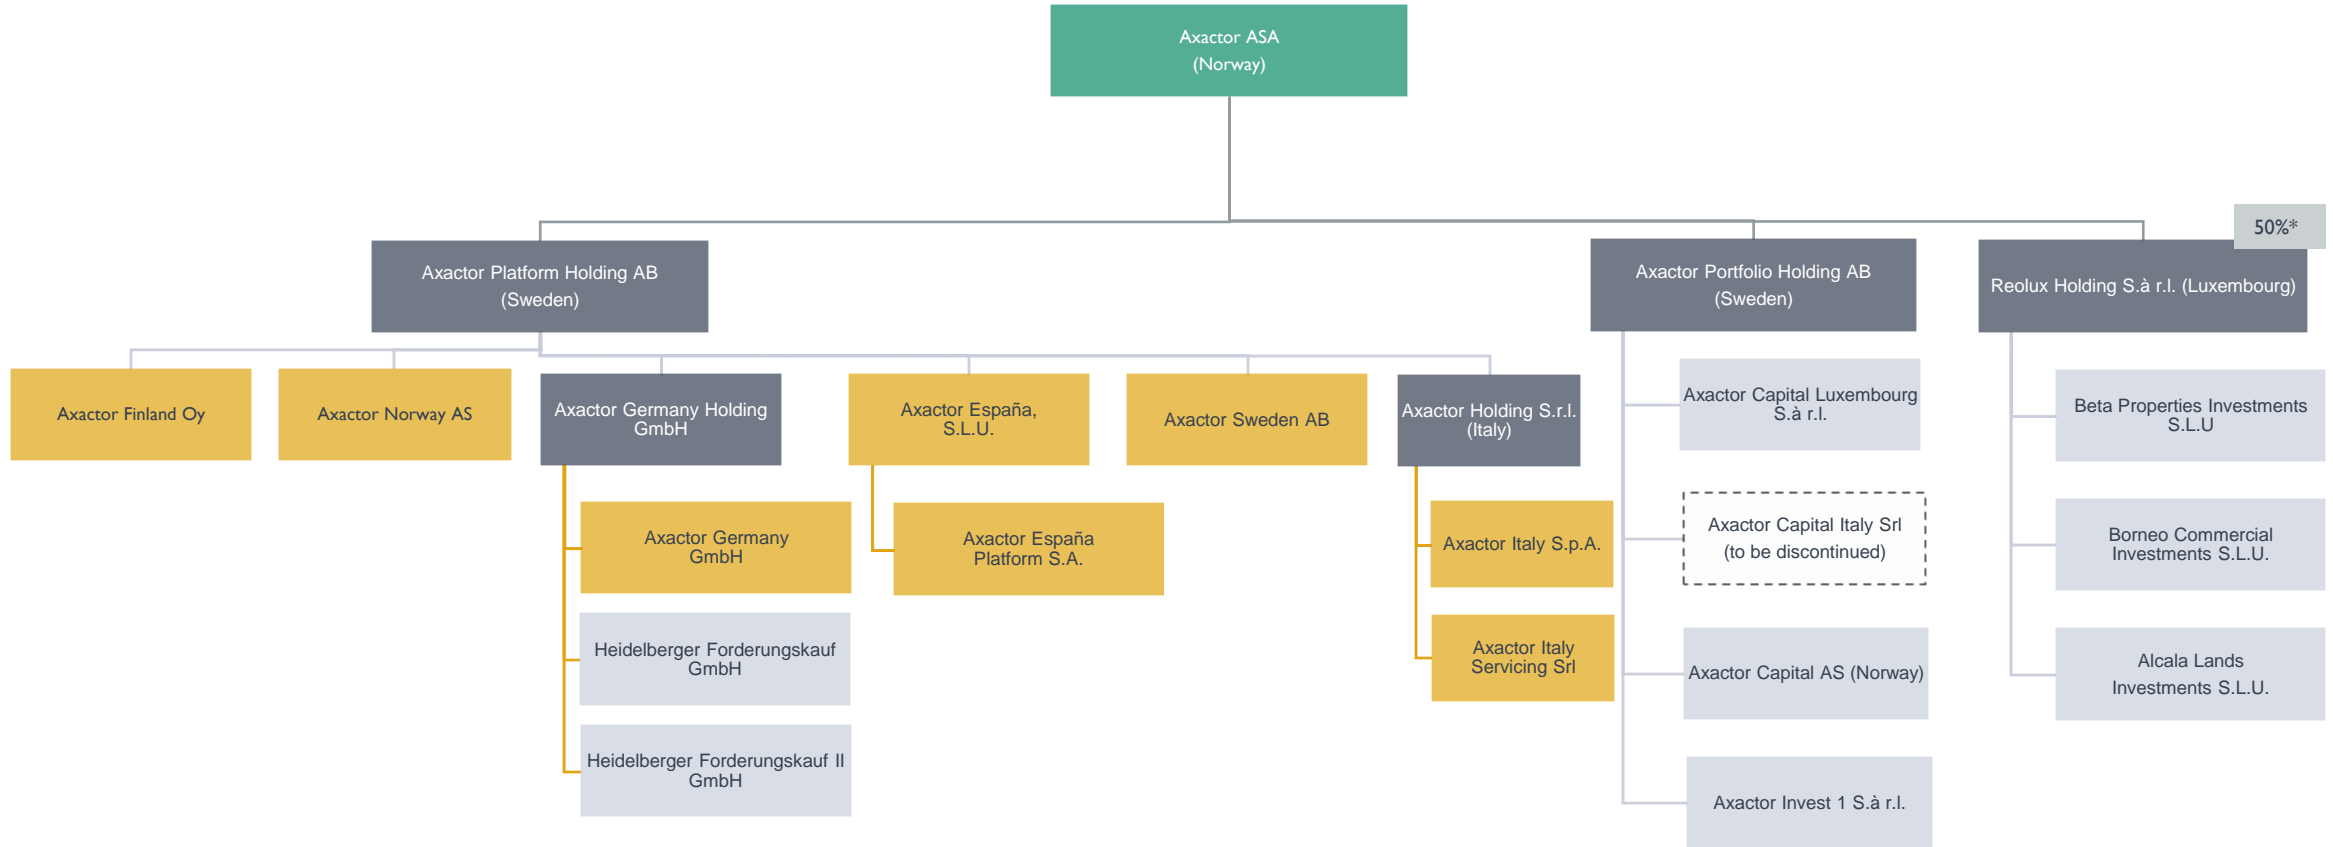 Axactor ASA
(Norway)
50%*
Axactor Platform Holding AB
(Sweden)
Axactor Portfolio Holding AB
(Sweden)
Reolux Holding S.à r.l. (Luxembourg)
Axactor Finland Oy
Axactor Norway AS
Axactor Germany Holding
GmbH
Axactor España,
S.L.U.
Axactor Sweden AB
Axactor Holding S.r.l.
(Italy)
Axactor Germany
GmbH
Heidelberger Forderungskauf
GmbH
Heidelberger Forderungskauf II
GmbH
Axactor España
Platform S.A.
Axactor Italy S.p.A.
Axactor Italy
Servicing Srl
Axactor Capital Luxembourg
S.à r.l.
Axactor Capital Italy Srl
(to be discontinued)
Axactor Capital AS (Norway)
Axactor Invest 1 S.à r.l.
Beta Properties Investments
S.L.U
Borneo Commercial
Investments S.L.U.
Alcala Lands
Investments S.L.U.